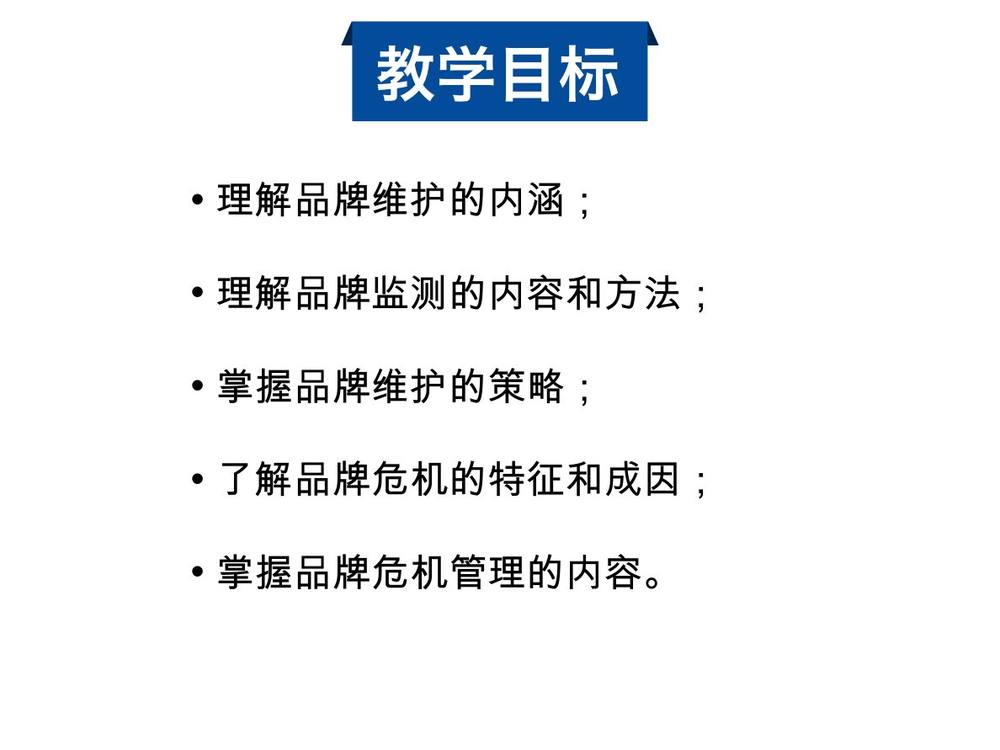 教学目标
•理解品牌维护的内涵；
•理解品牌监测的内容和方法；
•掌握品牌维护的策略；
•了解品牌危机的特征和成因；
•掌握品牌危机管理的内容。